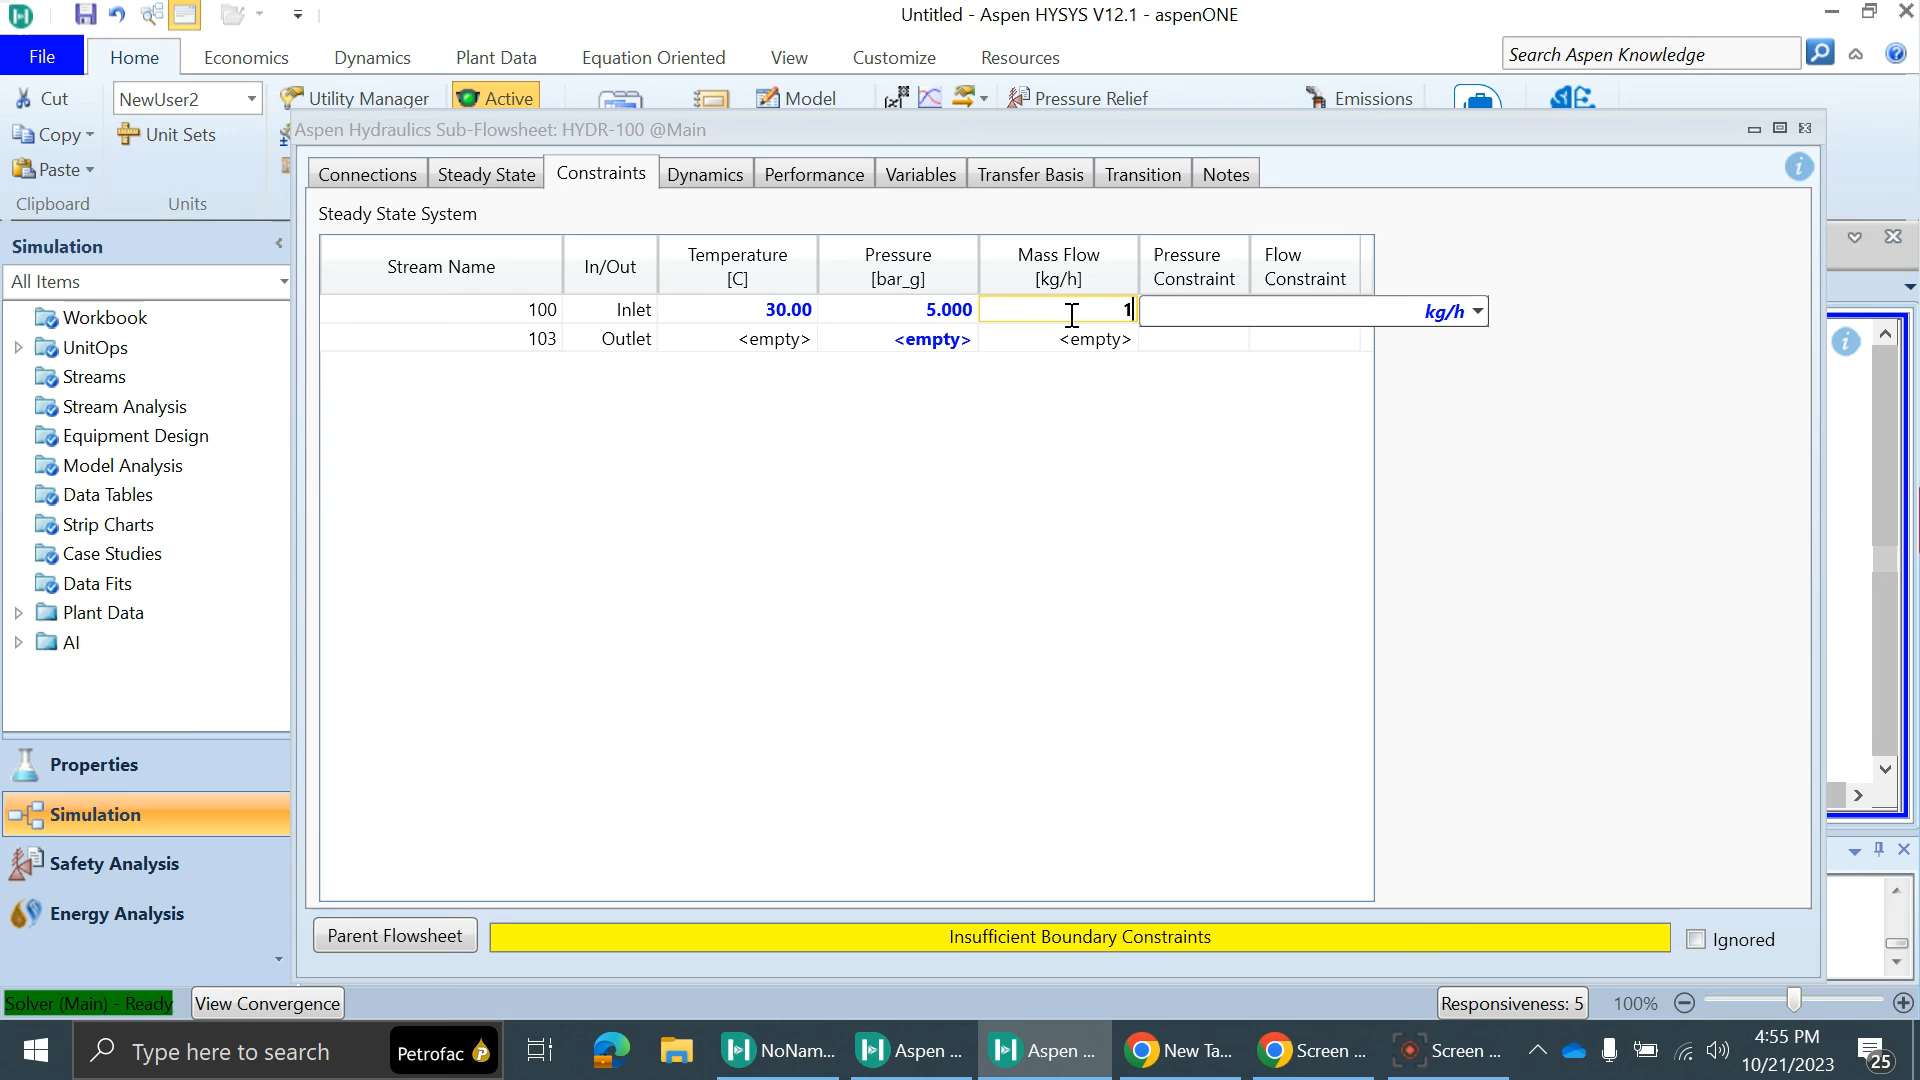 Untitled - Aspen HYSYS V12.1 - aspenONE
File Home Economics Dynamics Plant Data Equation Oriented View Customize Resources Search Aspen Knowledge
Cut NewUser2 Utility Manager Active Model Pressure Relief Emissions
Copy Unit Sets
Paste
Clipboard Units
Aspen Hydraulics Sub-Flowsheet: HYDR-100 @Main
Connections Steady State Constraints Dynamics Performance Variables Transfer Basis Transition Notes
Steady State System
Stream Name In/Out Temperature [C] Pressure [bar_g] Mass Flow [kg/h] Pressure Constraint Flow Constraint
100 Inlet 30.00 5.000 1 kg/h
103 Outlet <empty> <empty> <empty>
Simulation
All Items
Workbook
UnitOps
Streams
Stream Analysis
Equipment Design
Model Analysis
Data Tables
Strip Charts
Case Studies
Data Fits
Plant Data
AI
Properties
Simulation
Safety Analysis
Energy Analysis
Parent Flowsheet Insufficient Boundary Constraints Ignored
Solver (Main) - Ready View Convergence Responsiveness: 5 100%
Type here to search Petrofac NoNam... Aspen ... Aspen ... New Ta... Screen ... Screen ... 4:55 PM
10/21/2023 25